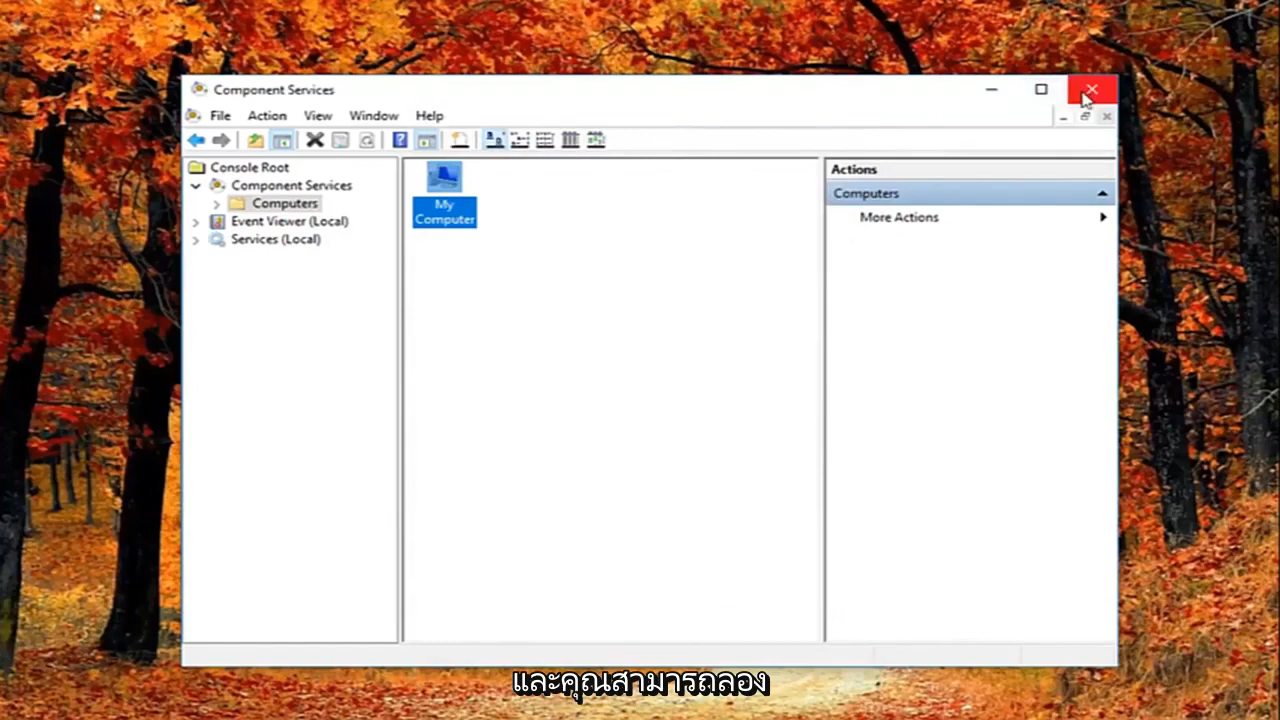 Component Services
File Action View Window Help
Console Root
Component Services
Computers
Event Viewer (Local)
Services (Local)
My
Computer
Actions
Computers
More Actions
และคุณสามารถลอง